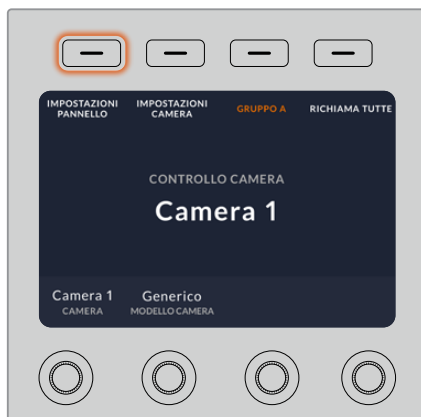 IMPOSTAZIONI PANNELLO
IMPOSTAZIONI CAMERA
GRUPPO A
RICHIAMA TUTTE
CONTROLLO CAMERA
Camera 1
Camera 1
CAMERA
Generico
MODELLO CAMERA